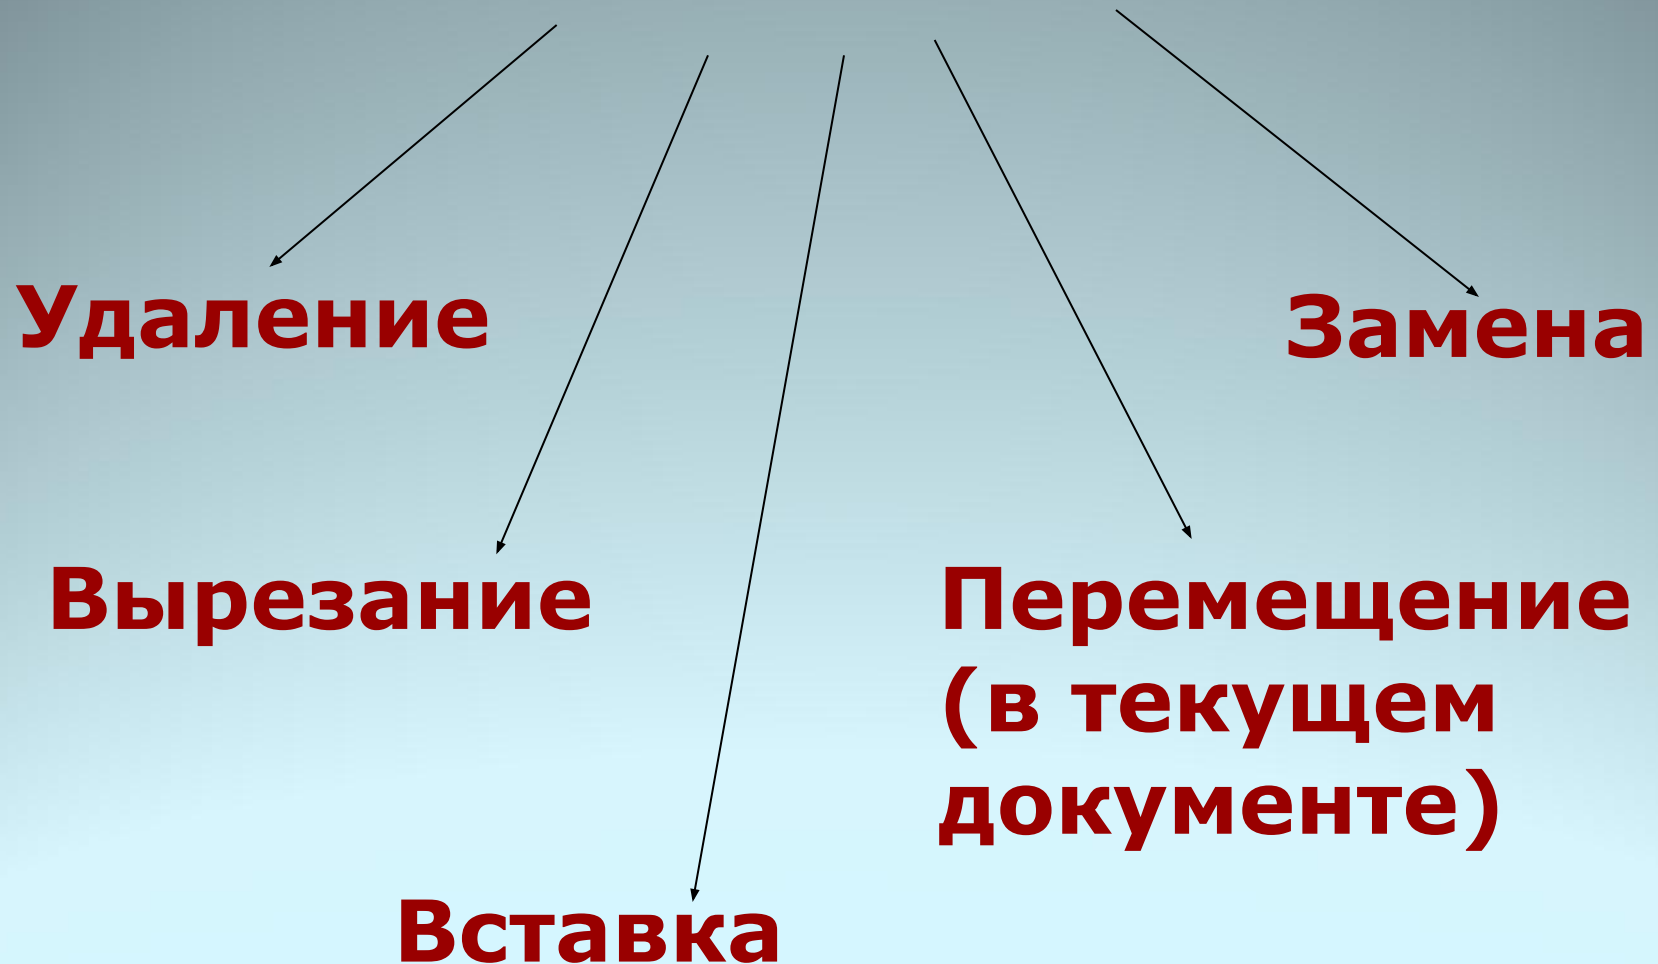 Удаление
Замена
Вырезание
Перемещение
(в текущем
документе)
Вставка